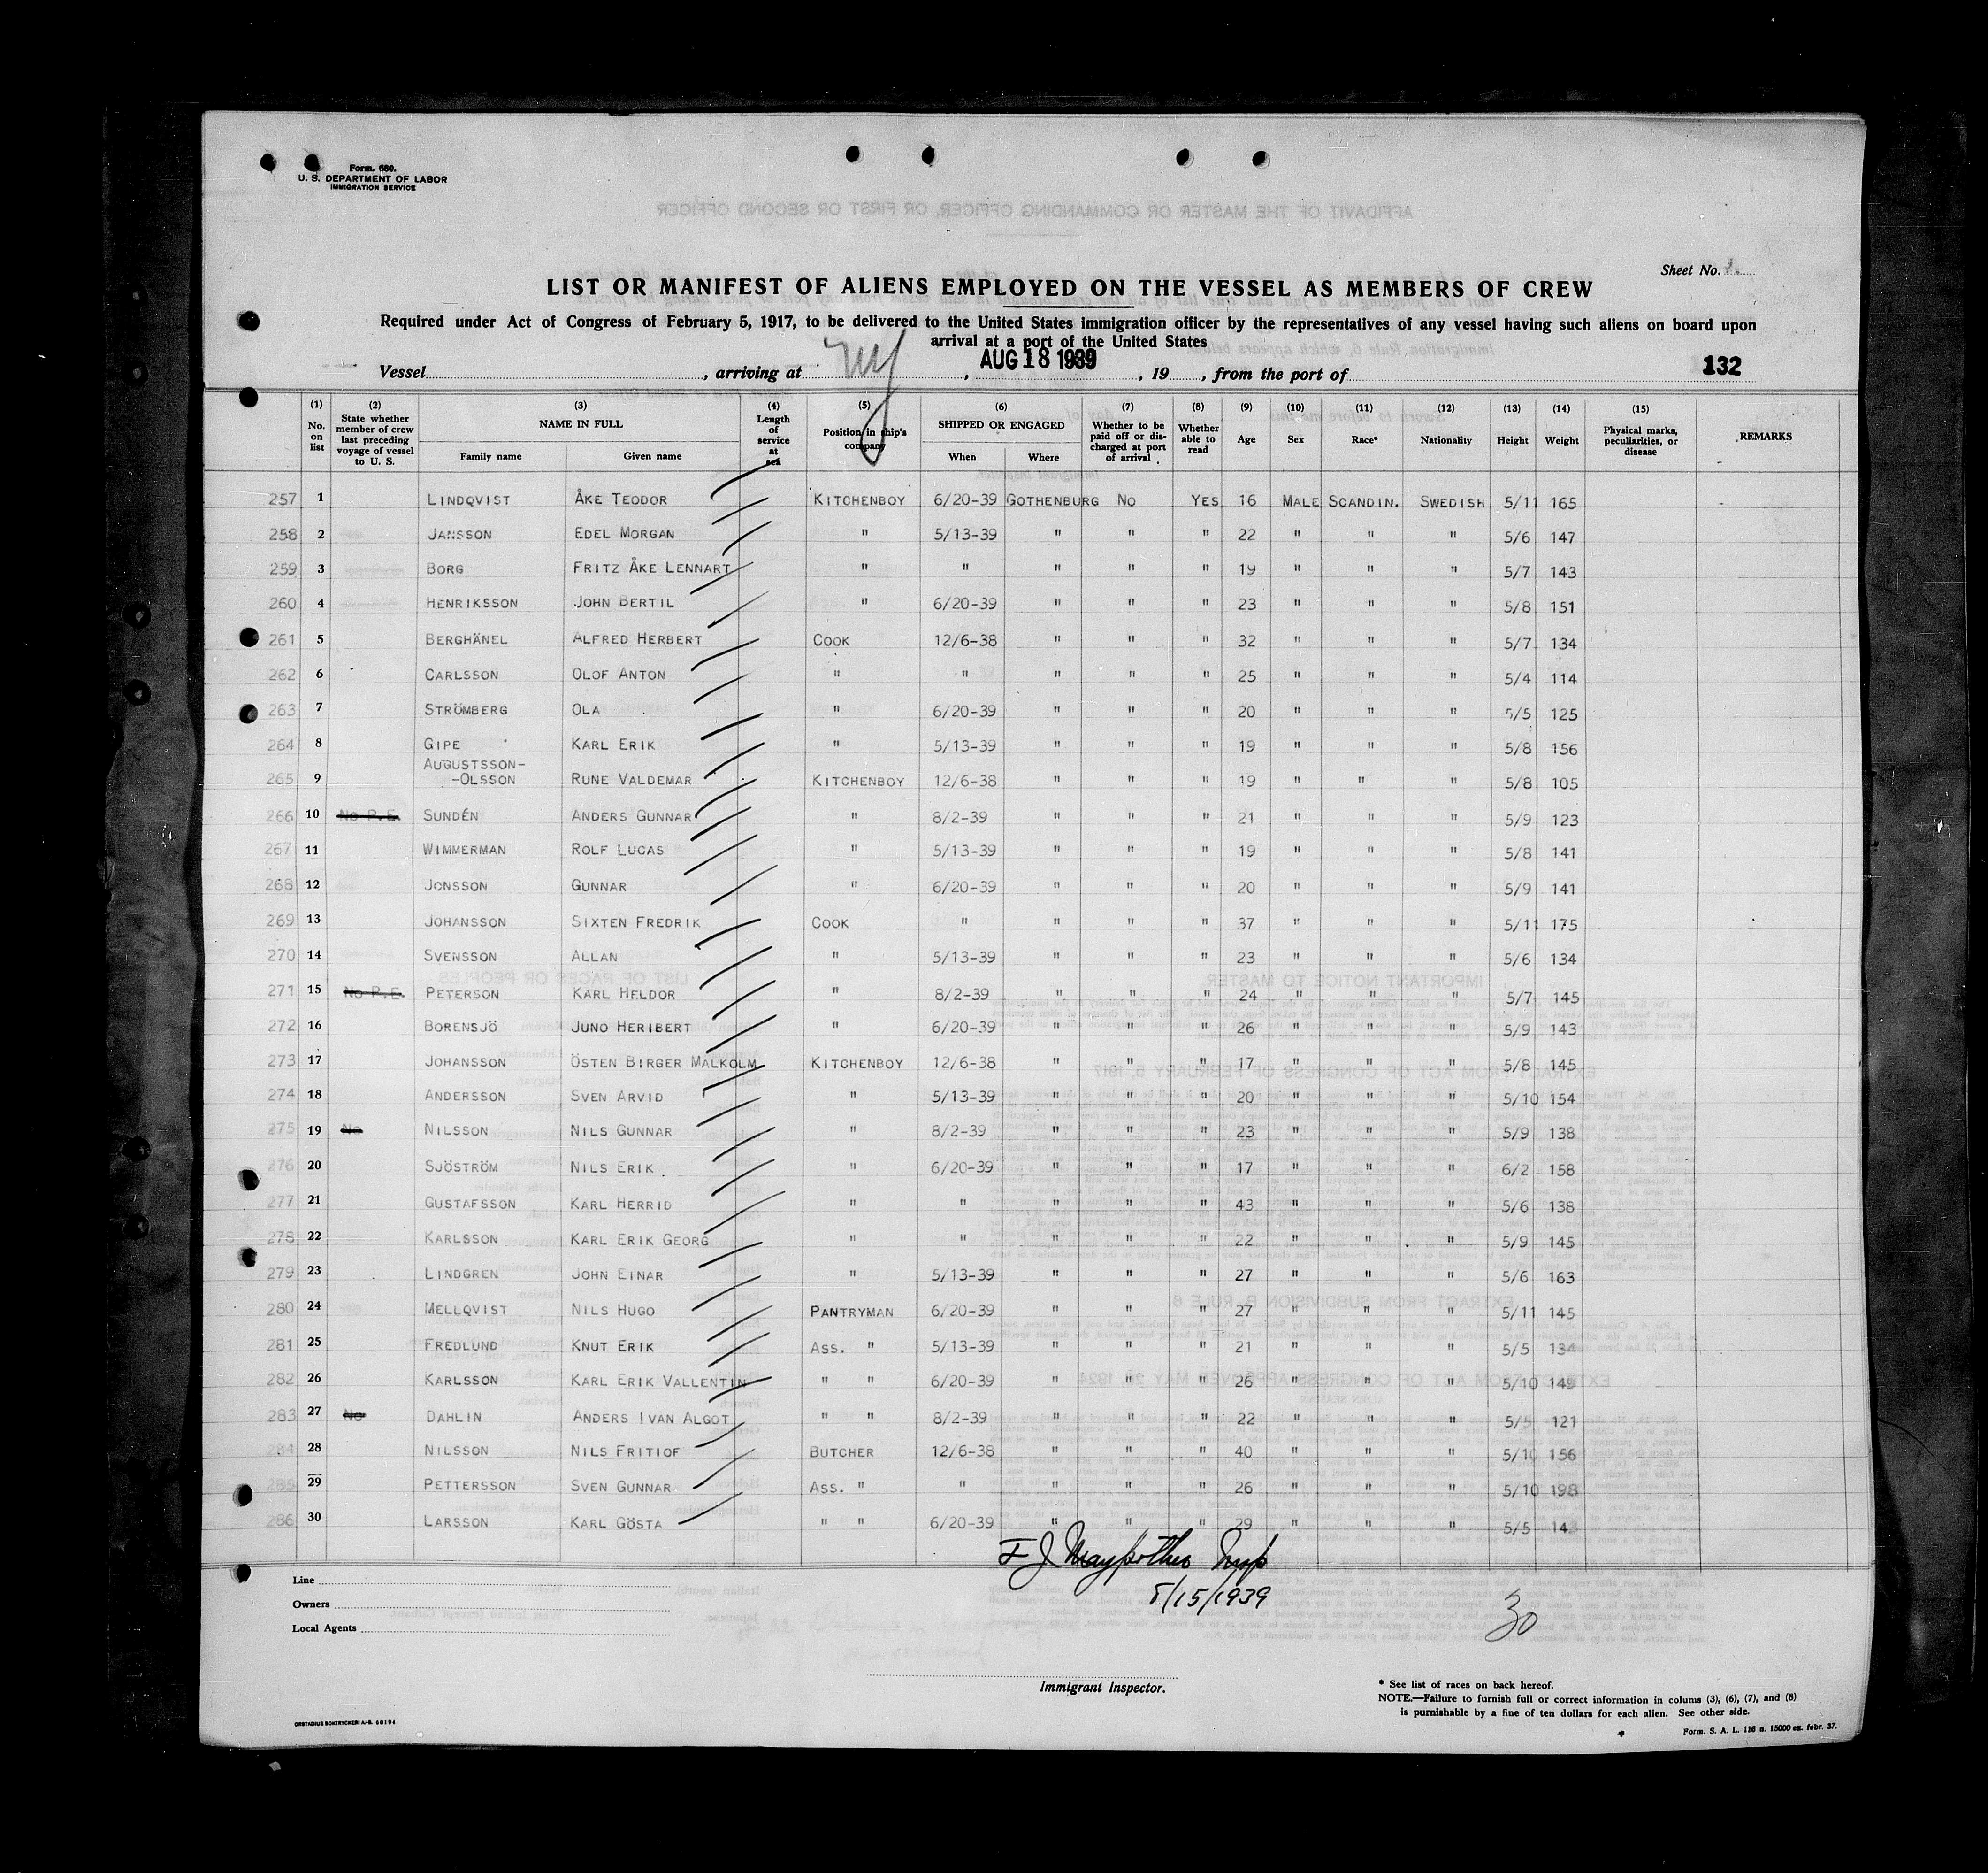 Form. 680.
U. S. DEPARTMENT OF LABOR
IMMIGRATION SERVICE
Sheet No.
LIST OR MANIFEST OF ALIENS EMPLOYED ON THE VESSEL AS MEMBERS OF CREW
Required under Act of Congress of February 5, 1917, to be delivered to the United States immigration officer by the representatives of any vessel having such aliens on board upon
arrival at a port of the United States
Vessel , arriving at NY , AUG 18 1939 , 19 , from the port of 132
(1) No. on list (2) State whether member of crew last preceding voyage of vessel to U. S. (3) NAME IN FULL Family name Given name (4) Length of service at sea (5) Position in ship's company (6) SHIPPED OR ENGAGED When Where (7) Whether to be paid off or discharged at port of arrival (8) Whether able to read (9) Age (10) Sex (11) Race* (12) Nationality (13) Height (14) Weight (15) Physical marks, peculiarities, or disease REMARKS
257 1 LINDQVIST ÅKE TEODOR KITCHENBOY 6/20-39 GOTHENBURG NO YES 16 MALE SCANDIN. SWEDISH 5/11 165
258 2 JANSSON EDEL MORGAN " 5/13-39 " " " 22 " " " 5/6 147
259 3 BORG FRITZ ÅKE LENNART " " " " " 19 " " " 5/7 143
260 4 HENRIKSSON JOHN BERTIL " 6/20-39 " " " 23 " " " 5/8 151
261 5 BERGHÄNEL ALFRED HERBERT COOK 12/6-38 " " " 32 " " " 5/7 134
262 6 CARLSSON OLOF ANTON " " " " " 25 " " " 5/4 114
263 7 STRÖMBERG OLA " 6/20-39 " " " 20 " " " 5/5 125
264 8 GIPE KARL ERIK " 5/13-39 " " " 19 " " " 5/8 156
AUGUSTSSON-
265 9 -OLSSON RUNE VALDEMAR KITCHENBOY 12/6-38 " " " 19 " " " 5/8 105
266 10 No P.E. SUNDÉN ANDERS GUNNAR " 8/2-39 " " " 21 " " " 5/9 123
267 11 WIMMERMAN ROLF LUCAS " 5/13-39 " " " 19 " " " 5/8 141
268 12 JONSSON GUNNAR " 6/20-39 " " " 20 " " " 5/9 141
269 13 JOHANSSON SIXTEN FREDRIK COOK " " " " 37 " " " 5/11 175
270 14 SVENSSON ALLAN " 5/13-39 " " " 23 " " " 5/6 134
271 15 No P.E. PETERSON KARL HELDOR " 8/2-39 " " " 24 " " " 5/7 145
272 16 BORENSJÖ JUNO HERIBERT " 6/20-39 " " " 26 " " " 5/9 143
273 17 JOHANSSON ÖSTEN BIRGER MALKOLM KITCHENBOY 12/6-38 " " " 17 " " " 5/8 145
274 18 ANDERSSON SVEN ARVID " 5/13-39 " " " 20 " " " 5/10 154
275 19 No NILSSON NILS GUNNAR " 8/2-39 " " " 23 " " " 5/9 138
276 20 SJÖSTRÖM NILS ERIK " 6/20-39 " " " 17 " " " 6/2 158
277 21 GUSTAFSSON KARL HERRID " " " " " 43 " " " 5/6 138
278 22 KARLSSON KARL ERIK GEORG " " " " " 22 " " " 5/9 145
279 23 LINDGREN JOHN EINAR " 5/13-39 " " " 27 " " " 5/6 163
280 24 MELLQVIST NILS HUGO PANTRYMAN 6/20-39 " " " 27 " " " 5/11 145
281 25 FREDLUND KNUT ERIK ASS. " 5/13-39 " " " 21 " " " 5/5 134
282 26 KARLSSON KARL ERIK VALLENTIN " " 6/20-39 " " " 26 " " " 5/10 149
283 27 No DAHLIN ANDERS IVAN ALGOT " " 8/2-39 " " " 22 " " " 5/5 121
284 28 NILSSON NILS FRITIOF BUTCHER 12/6-38 " " " 40 " " " 5/10 156
285 29 PETTERSSON SVEN GUNNAR ASS. " " " " " 26 " " " 5/10 198
286 30 LARSSON KARL GÖSTA " " 6/20-39 " " " 29 " " " 5/5
F J
8/15/1939
30
Line
Owners
Local Agents
Immigrant Inspector.
* See list of races on back hereof.
NOTE.—Failure to furnish full or correct information in colums (3), (6), (7), and (8)
is punishable by a fine of ten dollars for each alien. See other side.
ORSTADIUS BOKTRYCKERI A.-B. 66194
Form. S. A. L. 116 u. 15000 ex. febr. 37.